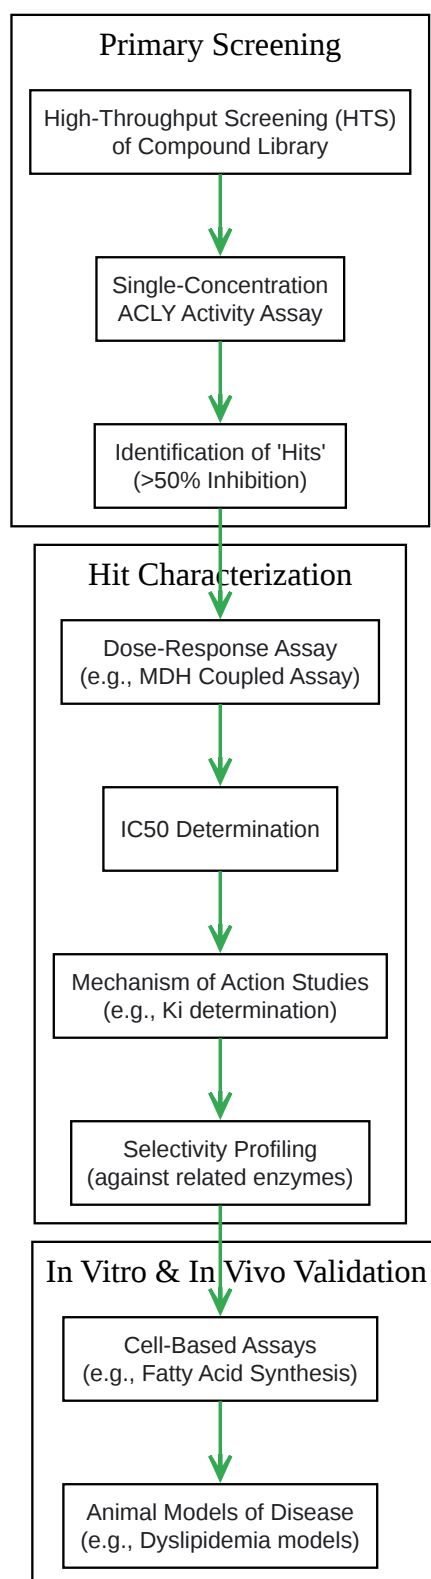 Primary Screening
High-Throughput Screening (HTS)
of Compound Library
Single-Concentration
ACLY Activity Assay
Identification of 'Hits'
(>50% Inhibition)
Hit Characterization
Dose-Response Assay
(e.g., MDH Coupled Assay)
IC50 Determination
Mechanism of Action Studies
(e.g., Ki determination)
Selectivity Profiling
(against related enzymes)
In Vitro & In Vivo Validation
Cell-Based Assays
(e.g., Fatty Acid Synthesis)
Animal Models of Disease
(e.g., Dyslipidemia models)